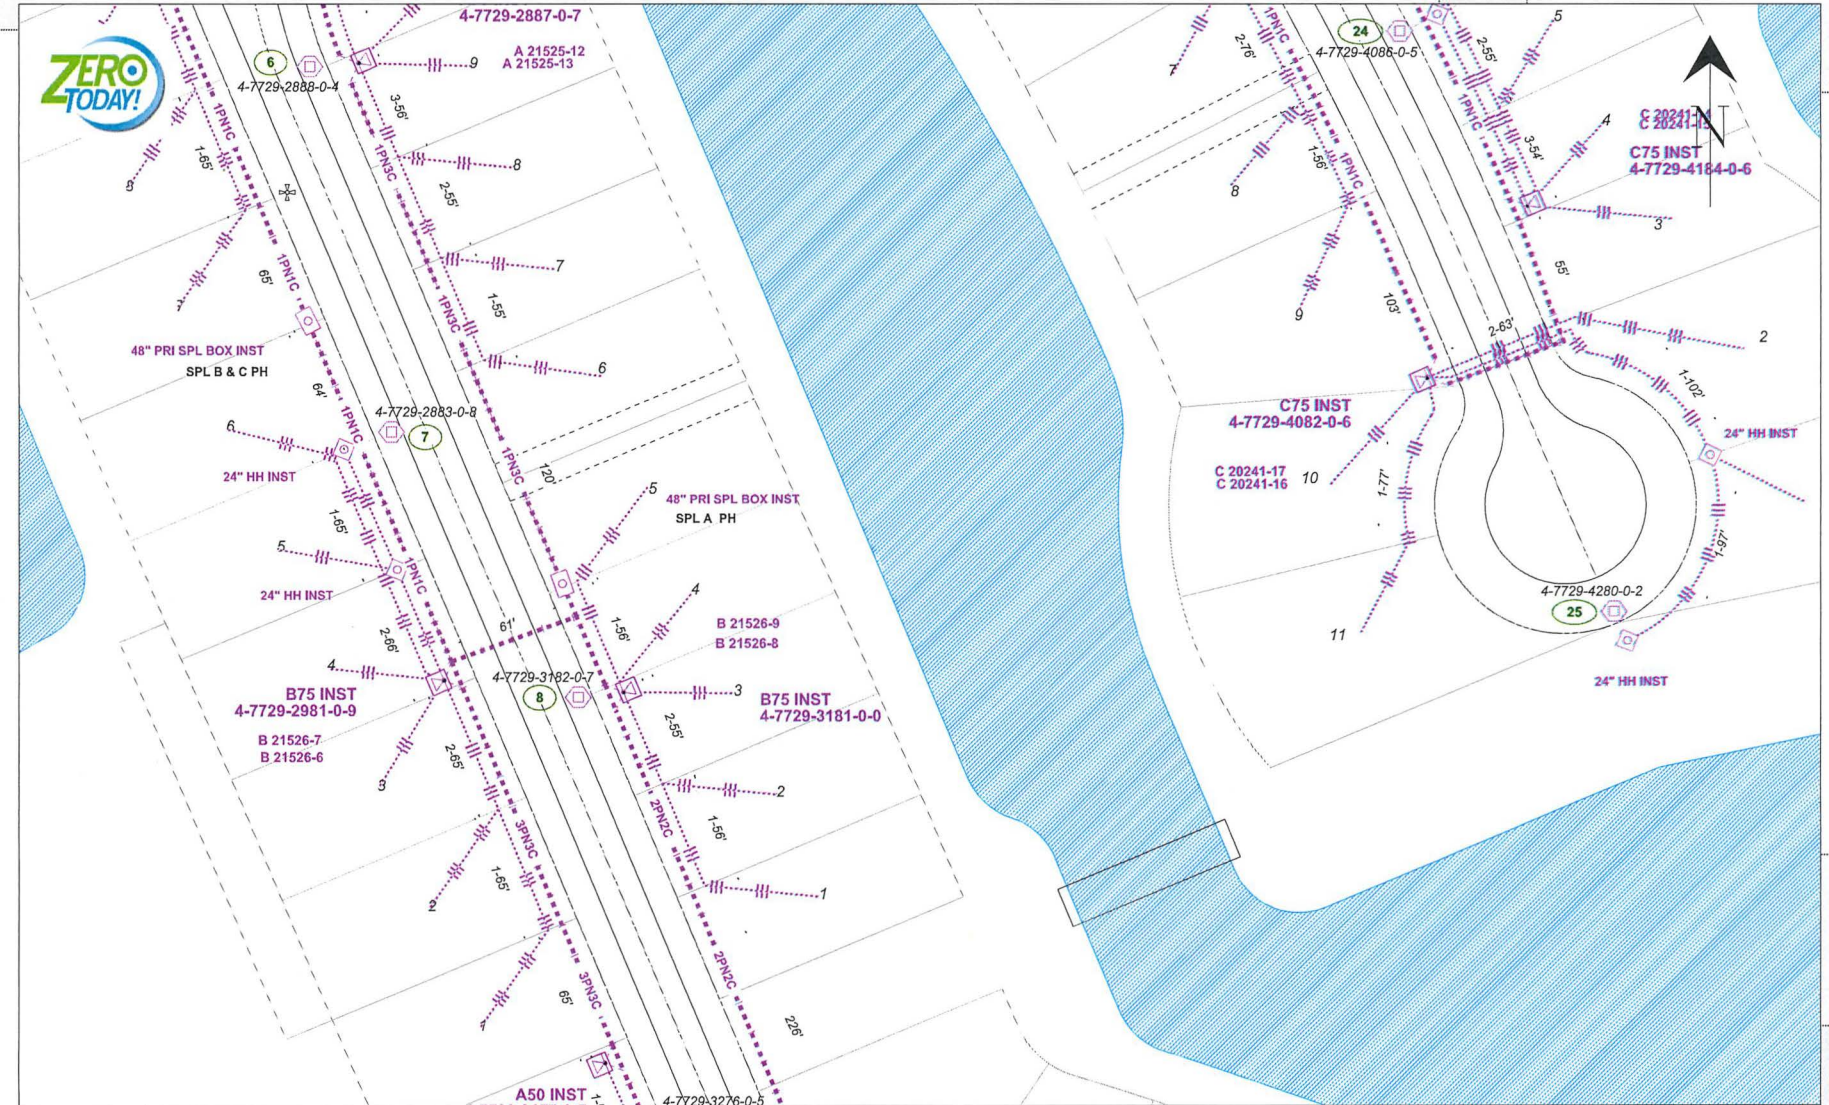 ZERO
TODAY!
4-7729-2887-0-7
A 21525-12
A 21525-13
6
4-7729-2888-0-4
9
3-56'
1PN1C
1-65'
8
1PN3C
8
2-55'
7
7
65'
1PN1C
1PN3C
1-55'
48" PRI SPL BOX INST
SPL B & C PH
64'
6
1PN1C
4-7729-2883-0-8
7
6
24" HH INST
1PN3C
120'
5
48" PRI SPL BOX INST
SPL A PH
1-65'
5
24" HH INST
1PN1C
4
61'
1-56'
B 21526-9
B 21526-8
2-66'
4
4-7729-3182-0-7
8
3
B75 INST
4-7729-2981-0-9
B75 INST
4-7729-3181-0-0
B 21526-7
B 21526-6
3
2-65'
2-55'
2
3PN3C
2PN2C
1-56'
1-65'
2
1
2PN2C
3PN3C
65'
1
226'
A50 INST
4-7729-3276-0-5
24
4-7729-4086-0-5
5
1PN1C
2-76'
2-55'
7
N
4
C 20241-14
C 20241-15
C75 INST
4-7729-4184-0-6
1PN1C
3-54'
1-56'
1PN1C
8
3
55'
9
103'
2-63'
2
1-102'
C75 INST
4-7729-4082-0-6
24" HH INST
C 20241-17
C 20241-16
10
1-77'
1-97'
4-7729-4280-0-2
25
11
24" HH INST